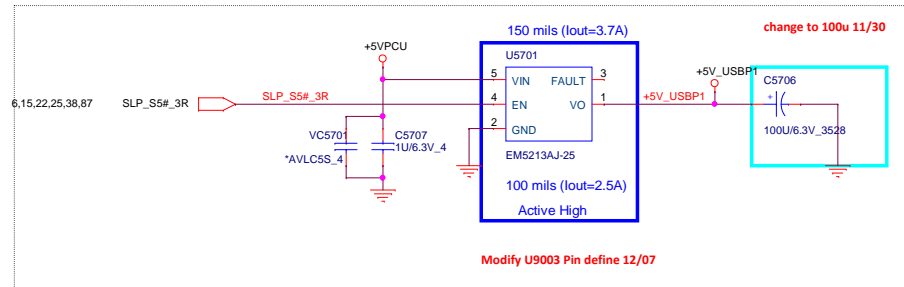 change to 100u 11/30
150 mils (Iout=3.7A)
+5VPCU
U5701
+5V_USBP1
C5706
5
VIN
FAULT
3
6,15,22,25,38,87
SLP_S5#_3R
SLP_S5#_3R
4
EN
VO
1
+5V_USBP1
+
2
GND
100U/6.3V_3528
VC5701
C5707
1U/6.3V_4
*AVLC5S_4
EM5213AJ-25
100 mils (Iout=2.5A)
Active High
Modify U9003 Pin define 12/07